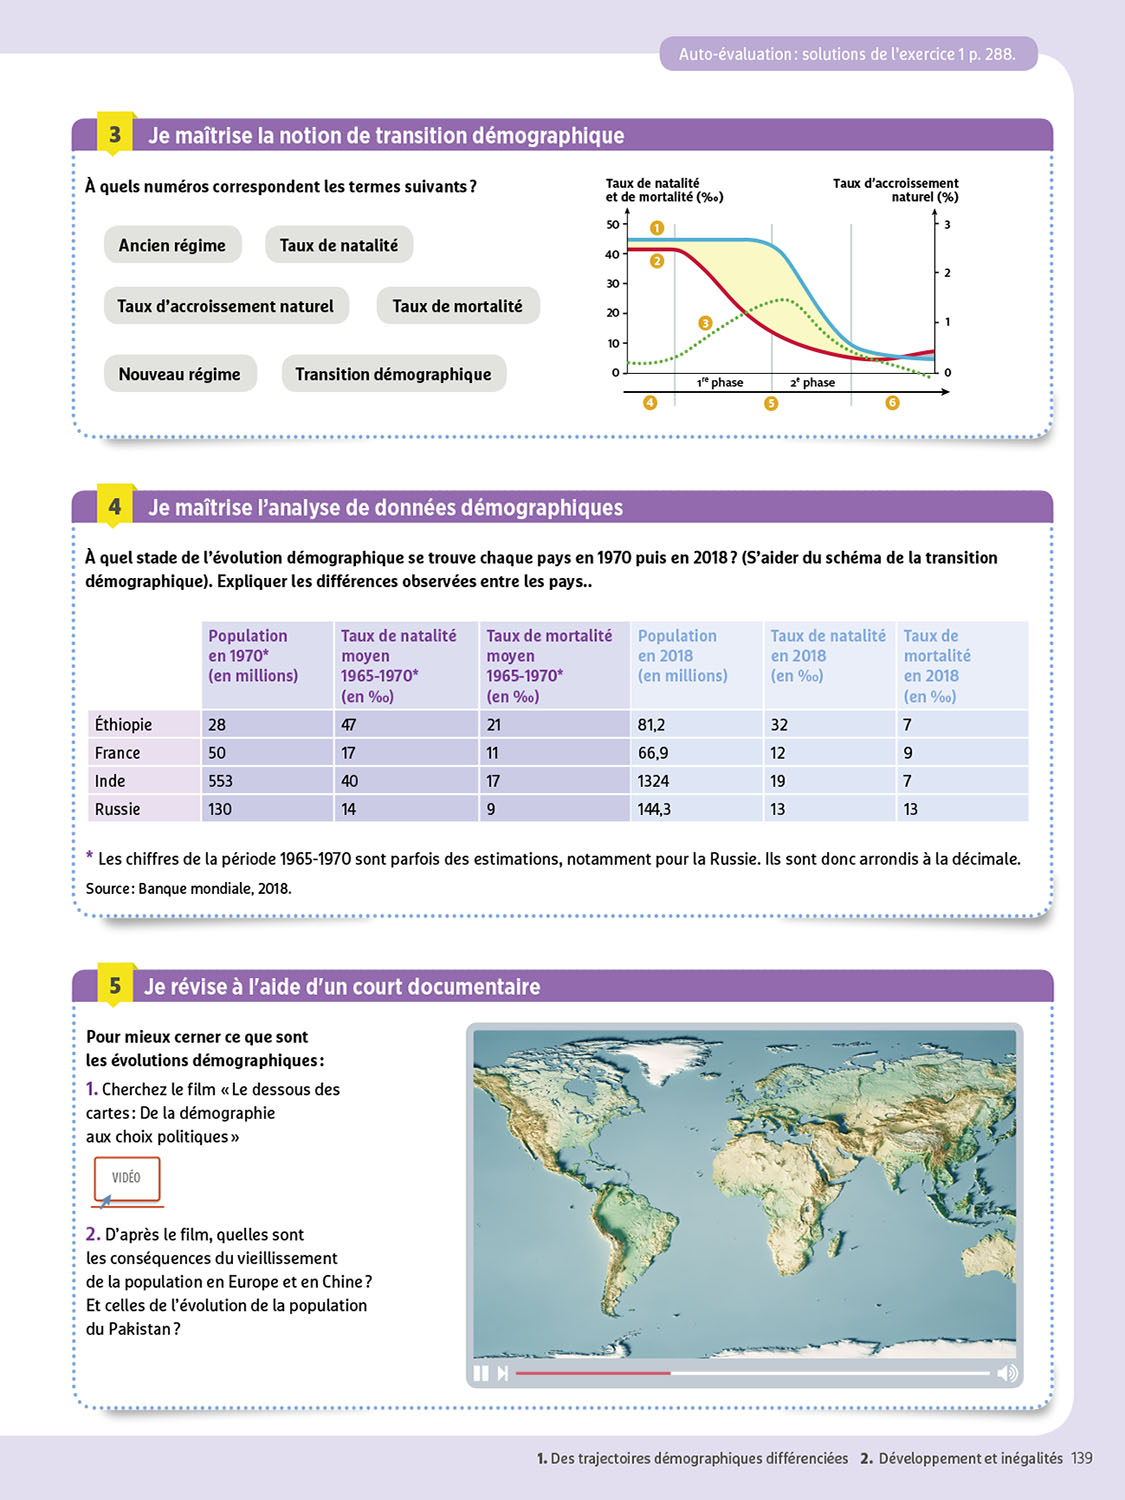 Auto-évaluation : solutions de l'exercice 1 p. 288.
3 Je maîtrise la notion de transition démographique
À quels numéros correspondent les termes suivants ?
Ancien régime
Taux de natalité
Taux d'accroissement naturel
Taux de mortalité
Nouveau régime
Transition démographique
Taux de natalité
et de mortalité (‰)
Taux d'accroissement
naturel (%)
50
40
30
20
10
0
3
2
1
0
1
2
3
1re phase
2e phase
4
5
6
4 Je maîtrise l'analyse de données démographiques
À quel stade de l'évolution démographique se trouve chaque pays en 1970 puis en 2018 ? (S'aider du schéma de la transition
démographique). Expliquer les différences observées entre les pays..
Population
en 1970*
(en millions)
Taux de natalité
moyen
1965-1970*
(en ‰)
Taux de mortalité
moyen
1965-1970*
(en ‰)
Population
en 2018
(en millions)
Taux de natalité
en 2018
(en ‰)
Taux de
mortalité
en 2018
(en ‰)
Éthiopie 28 47 21 81,2 32 7
France 50 17 11 66,9 12 9
Inde 553 40 17 1324 19 7
Russie 130 14 9 144,3 13 13
* Les chiffres de la période 1965-1970 sont parfois des estimations, notamment pour la Russie. Ils sont donc arrondis à la décimale.
Source : Banque mondiale, 2018.
5 Je révise à l'aide d'un court documentaire
Pour mieux cerner ce que sont
les évolutions démographiques :
1. Cherchez le film « Le dessous des
cartes : De la démographie
aux choix politiques »
VIDÉO
2. D'après le film, quelles sont
les conséquences du vieillissement
de la population en Europe et en Chine ?
Et celles de l'évolution de la population
du Pakistan ?
1. Des trajectoires démographiques différenciées 2. Développement et inégalités 139